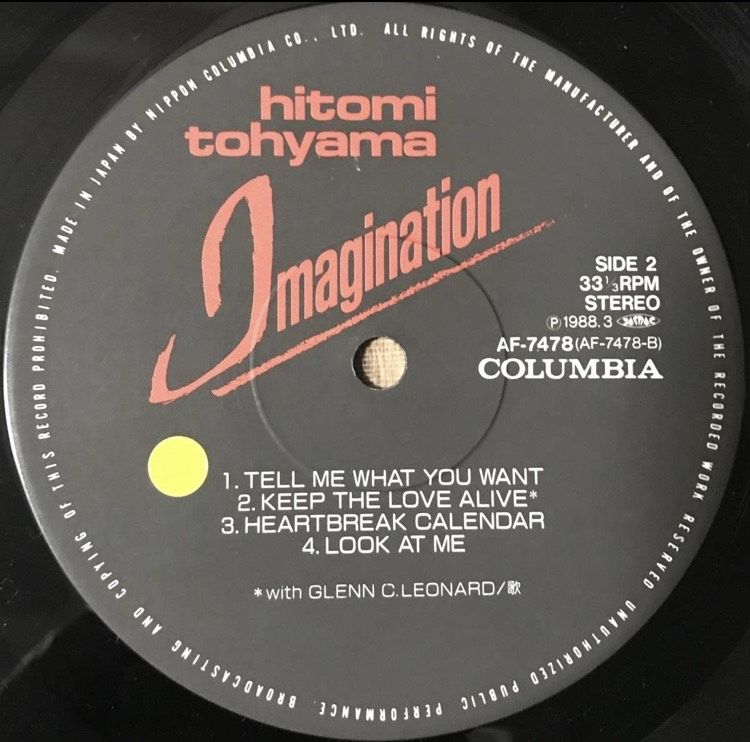 hitomi
tohyama
Imagination
SIDE 2
33⅓RPM
STEREO
Ⓟ1988.3
AF-7478(AF-7478-B)
COLUMBIA
1. TELL ME WHAT YOU WANT
2. KEEP THE LOVE ALIVE*
3. HEARTBREAK CALENDAR
4. LOOK AT ME
*with GLENN C.LEONARD/歌
MADE IN JAPAN BY NIPPON COLUMBIA CO., LTD. ALL RIGHTS OF THE MANUFACTURER AND OF THE OWNER OF THE RECORDED WORK RESERVED UNAUTHORIZED PUBLIC PERFORMANCE. BROADCASTING AND COPYING OF THIS RECORD PROHIBITED.